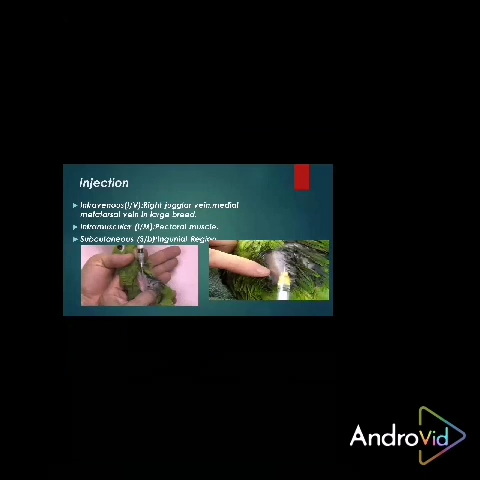 Injection
Intravenous(I/V):Right jugglar vein.medial
metatarsal vein in large breed.
Intramuscular (I/M):Pectoral muscle.
Subcutaneous (S/b):Ingunial Region
AndroVid